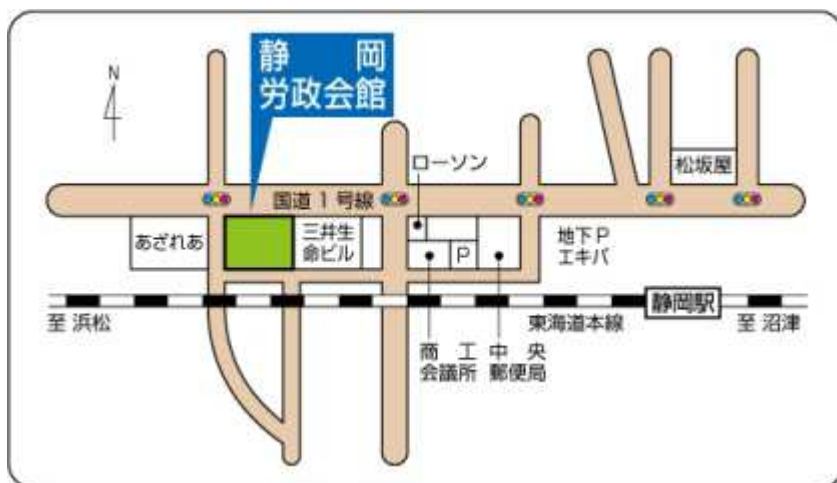 静岡
労政会館
N
ローソン
松坂屋
国道1号線
あざれあ
三井生
命ビル
P
地下P
エキパ
静岡駅
至 浜松
東海道本線
至 沼津
商工
会議所
中央
郵便局